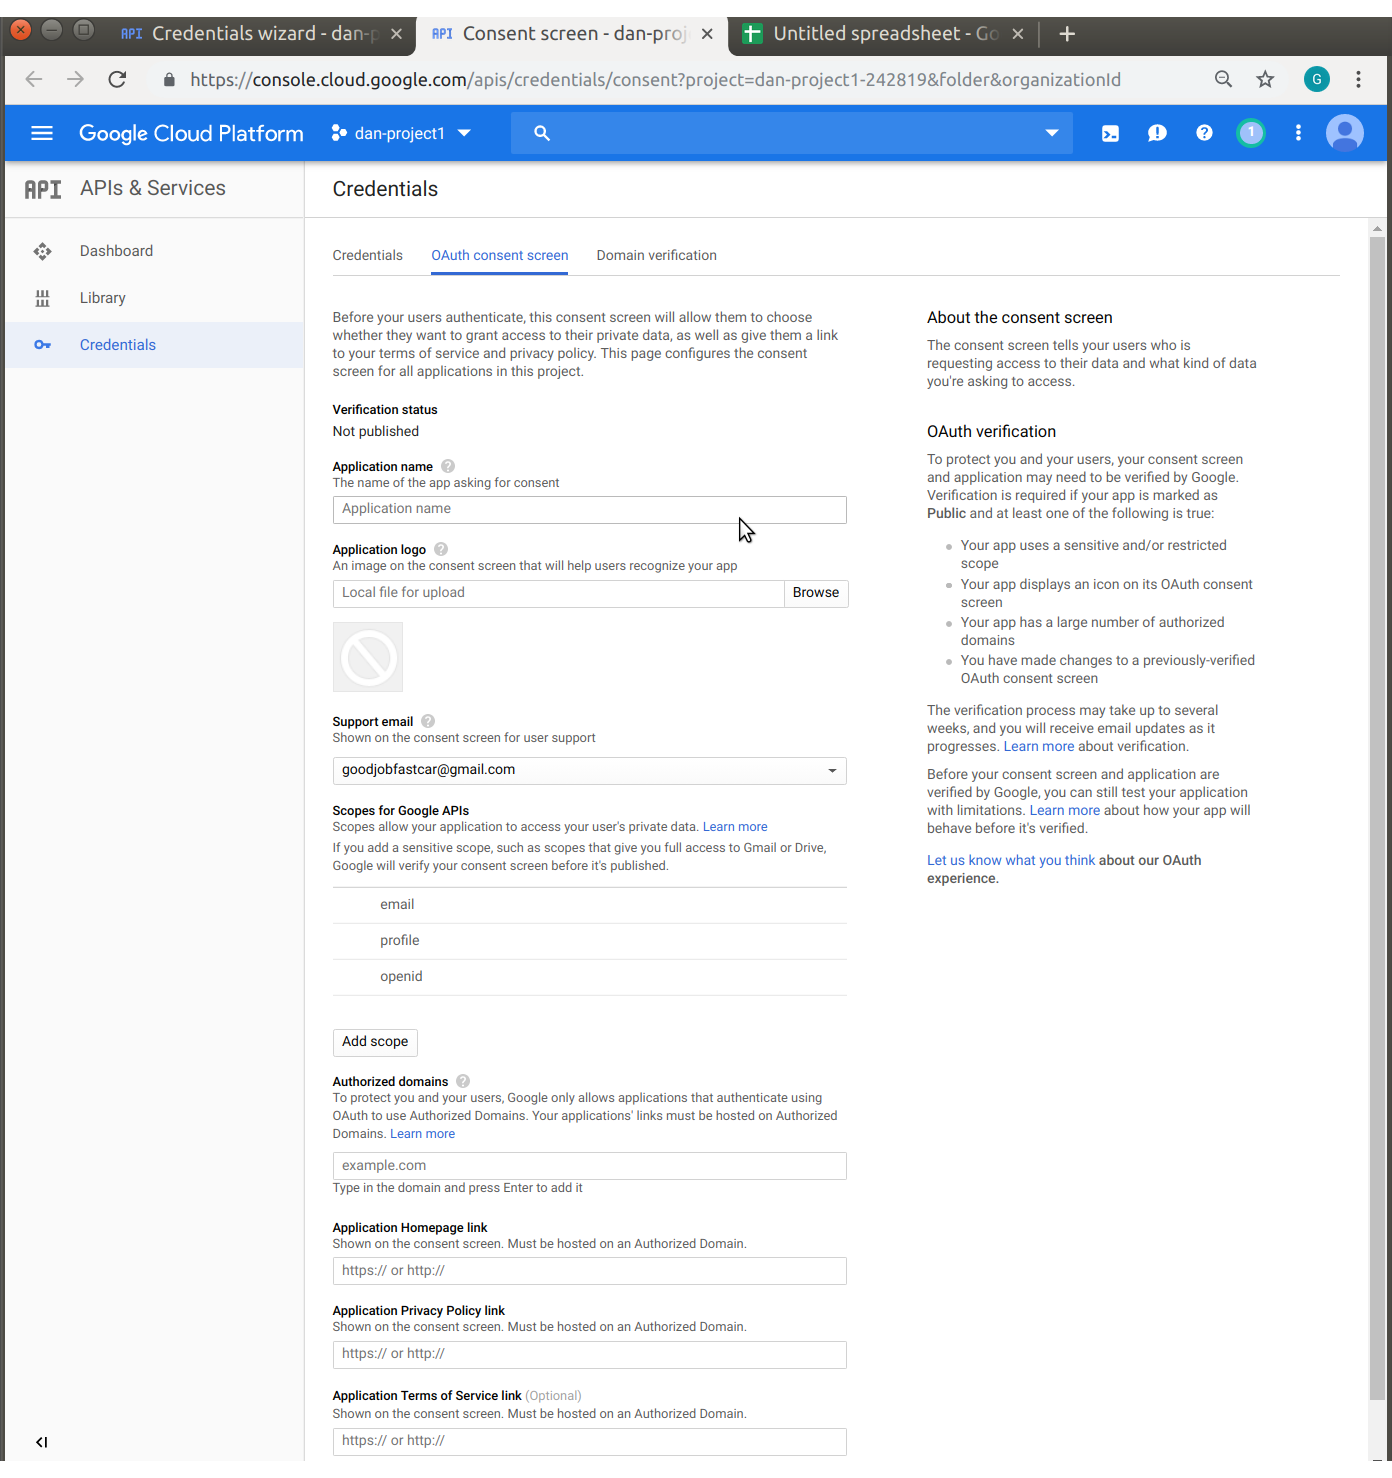 API Credentials wizard - dan-p
API Consent screen - dan-proj
Untitled spreadsheet - Go
https://console.cloud.google.com/apis/credentials/consent?project=dan-project1-242819&folder&organizationId
G
Google Cloud Platform
dan-project1
1
API APIs & Services
Credentials
Dashboard
Library
Credentials
Credentials
OAuth consent screen
Domain verification
Before your users authenticate, this consent screen will allow them to choose
whether they want to grant access to their private data, as well as give them a link
to your terms of service and privacy policy. This page configures the consent
screen for all applications in this project.
Verification status
Not published
Application name ?
The name of the app asking for consent
Application name
Application logo ?
An image on the consent screen that will help users recognize your app
Local file for upload
Browse
Support email ?
Shown on the consent screen for user support
goodjobfastcar@gmail.com
Scopes for Google APIs
Scopes allow your application to access your user's private data. Learn more
If you add a sensitive scope, such as scopes that give you full access to Gmail or Drive,
Google will verify your consent screen before it's published.
email
profile
openid
Add scope
Authorized domains ?
To protect you and your users, Google only allows applications that authenticate using
OAuth to use Authorized Domains. Your applications' links must be hosted on Authorized
Domains. Learn more
example.com
Type in the domain and press Enter to add it
Application Homepage link
Shown on the consent screen. Must be hosted on an Authorized Domain.
https:// or http://
Application Privacy Policy link
Shown on the consent screen. Must be hosted on an Authorized Domain.
https:// or http://
Application Terms of Service link (Optional)
Shown on the consent screen. Must be hosted on an Authorized Domain.
https:// or http://
About the consent screen
The consent screen tells your users who is
requesting access to their data and what kind of data
you're asking to access.
OAuth verification
To protect you and your users, your consent screen
and application may need to be verified by Google.
Verification is required if your app is marked as
Public and at least one of the following is true:
Your app uses a sensitive and/or restricted
scope
Your app displays an icon on its OAuth consent
screen
Your app has a large number of authorized
domains
You have made changes to a previously-verified
OAuth consent screen
The verification process may take up to several
weeks, and you will receive email updates as it
progresses. Learn more about verification.
Before your consent screen and application are
verified by Google, you can still test your application
with limitations. Learn more about how your app will
behave before it's verified.
Let us know what you think about our OAuth
experience.